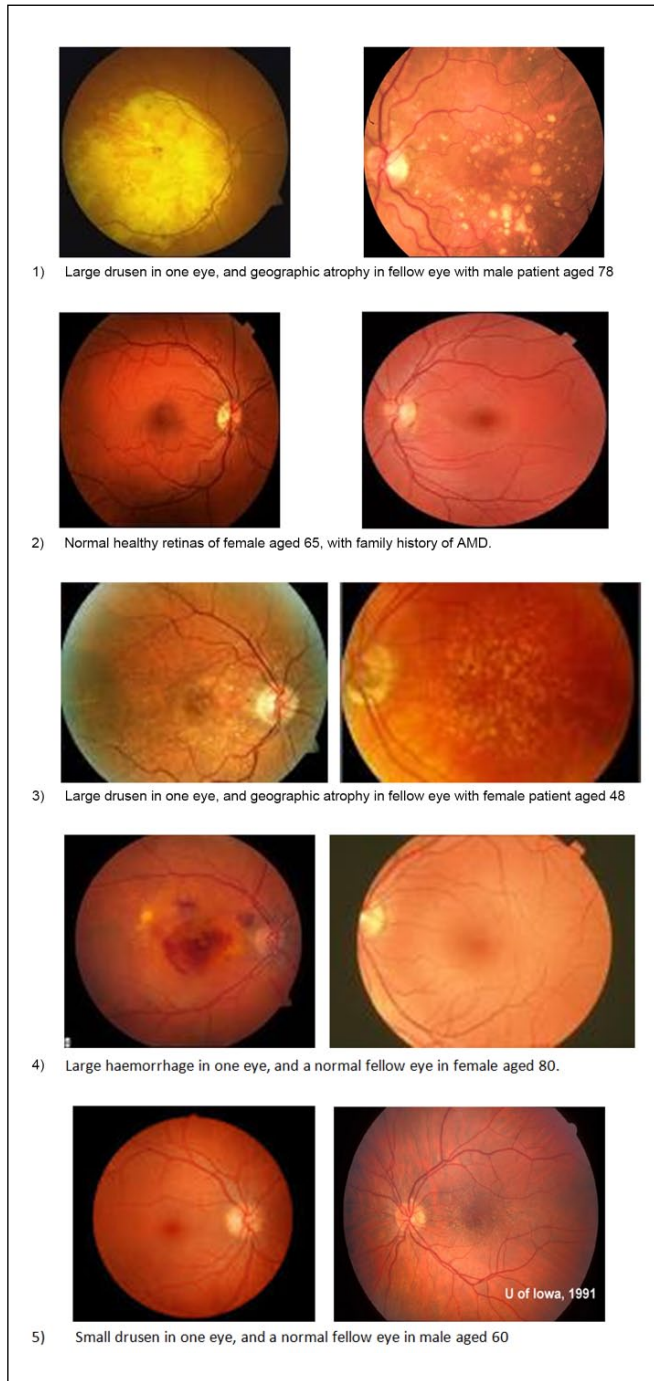 1) Large drusen in one eye, and geographic atrophy in fellow eye with male patient aged 78
2) Normal healthy retinas of female aged 65, with family history of AMD.
3) Large drusen in one eye, and geographic atrophy in fellow eye with female patient aged 48
4) Large haemorrhage in one eye, and a normal fellow eye in female aged 80.
U of Iowa, 1991
5) Small drusen in one eye, and a normal fellow eye in male aged 60